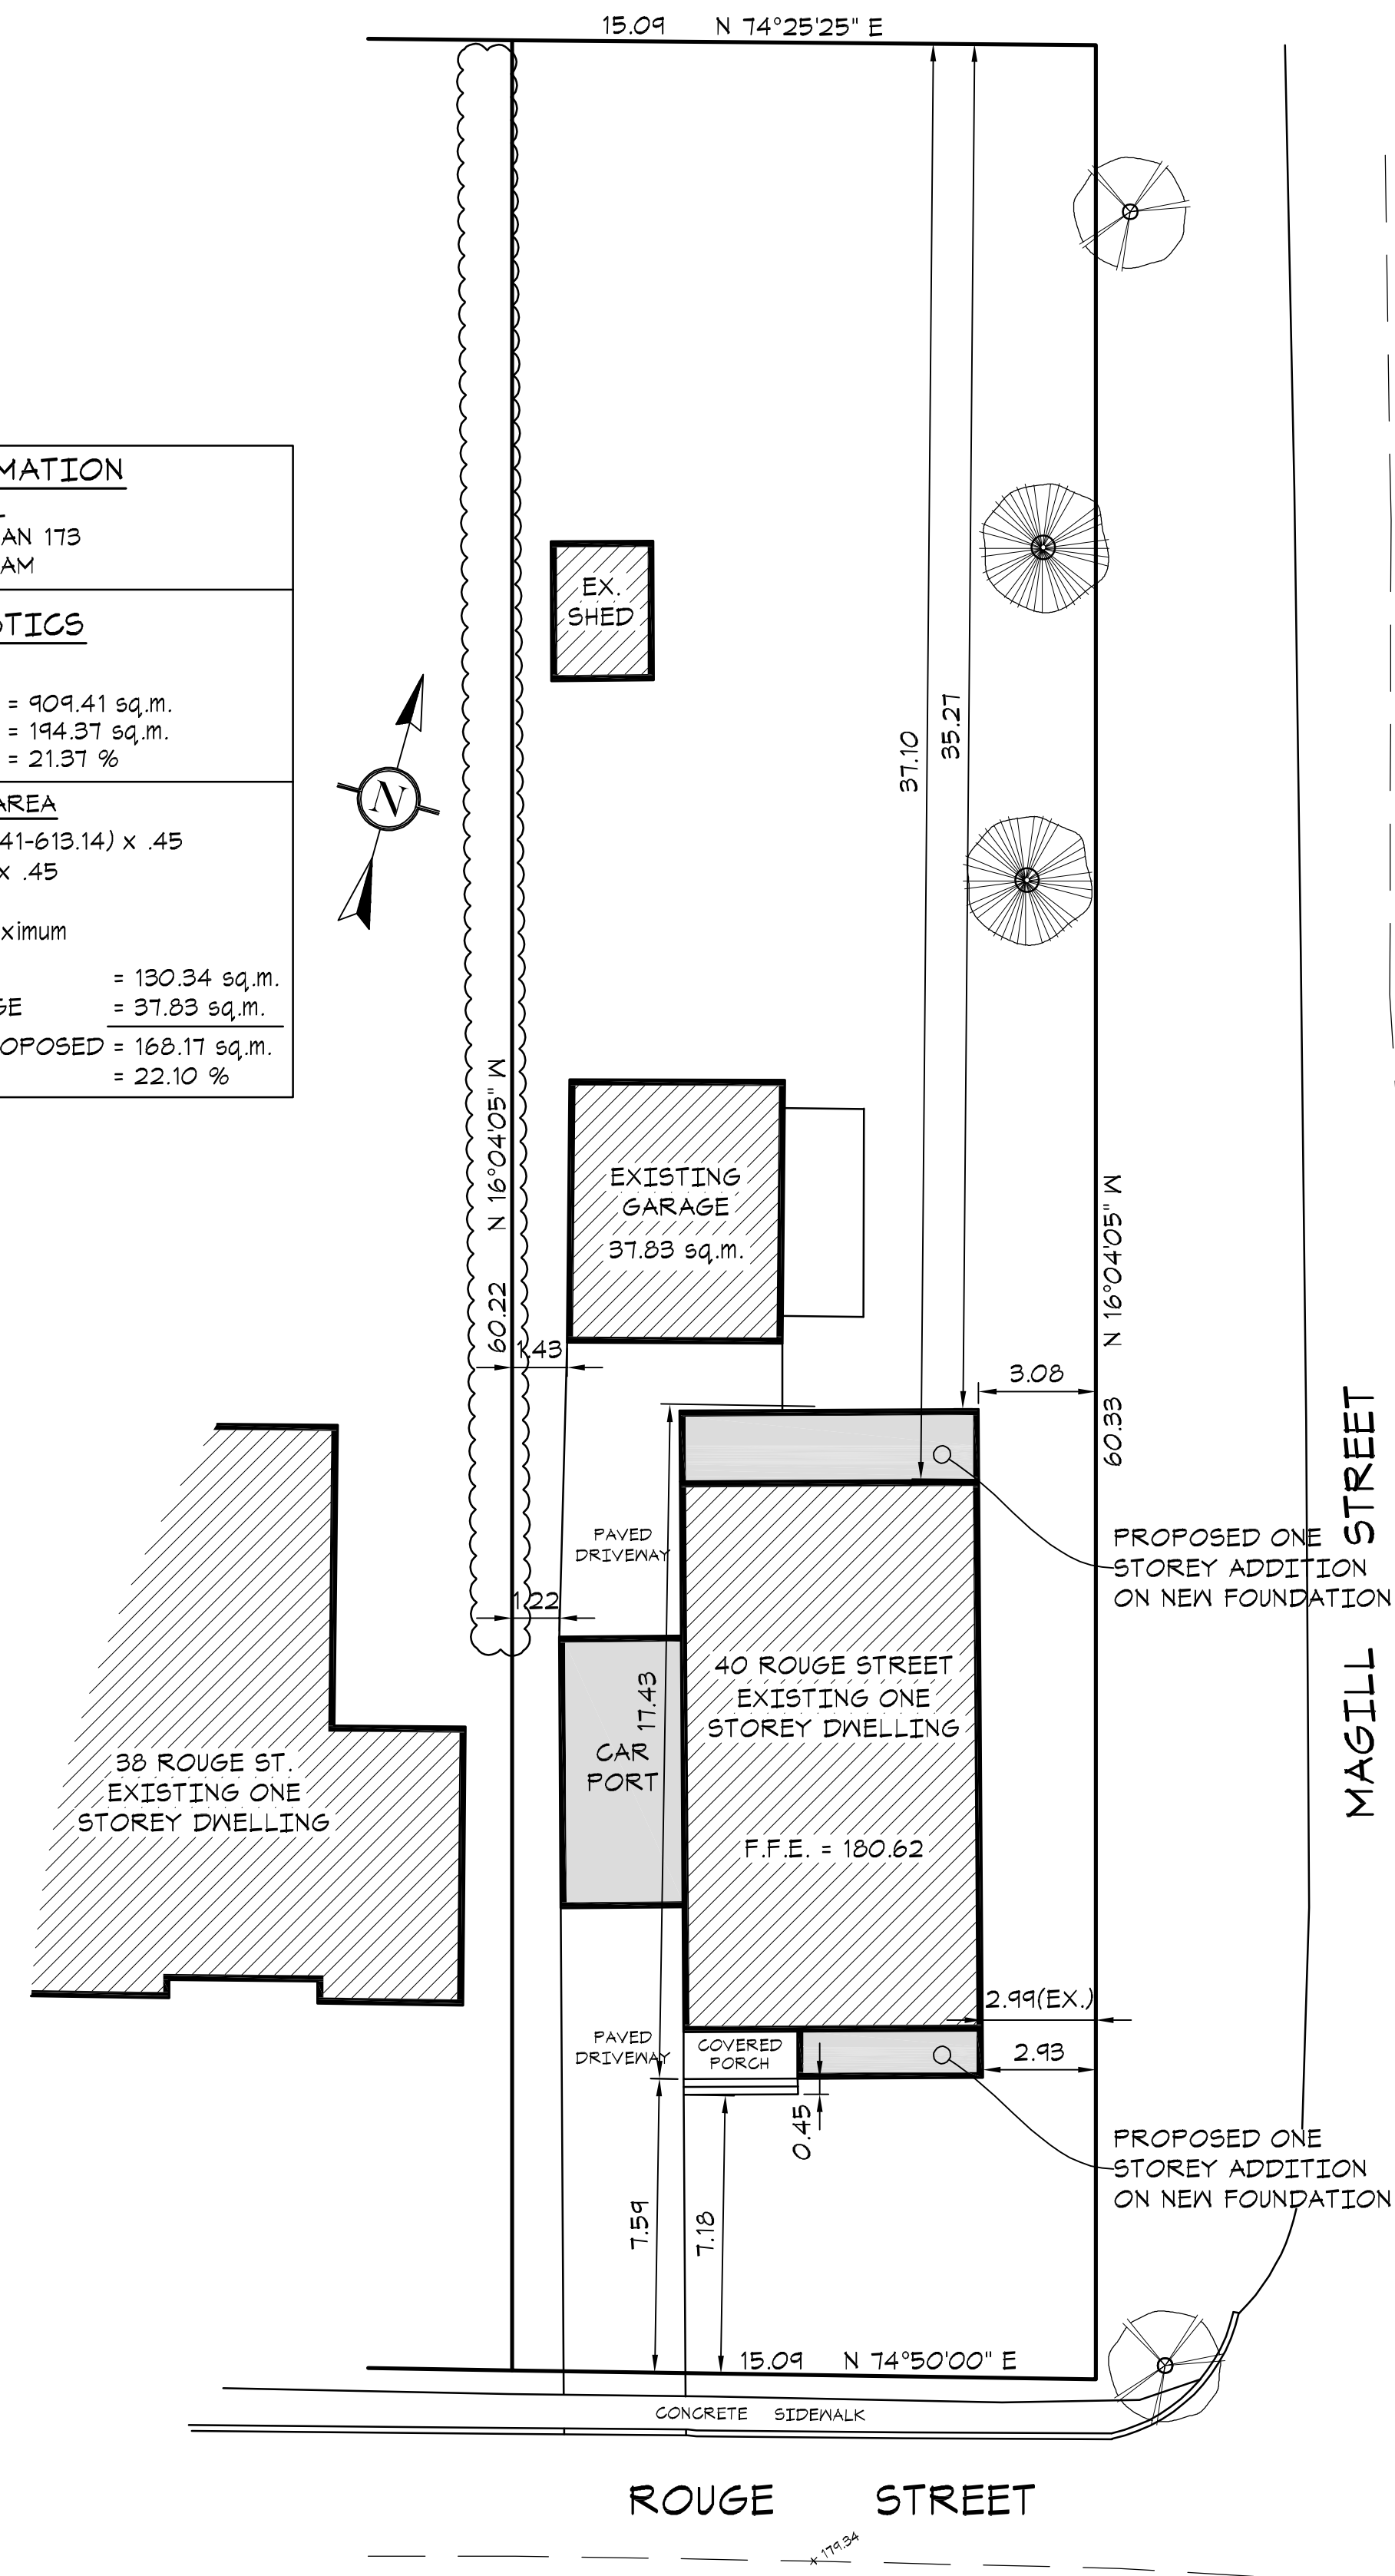 15.09 N 74°25'25" E
MATION
AN 173
AM
STICS
= 909.41 sq.m.
= 194.37 sq.m.
= 21.37 %
AREA
41-613.14) x .45
x .45
ximum
= 130.34 sq.m.
GE = 37.83 sq.m.
OPOSED = 168.17 sq.m.
= 22.10 %
EX.
SHED
N
37.10
35.27
60.22 N 16°04'05" W
EXISTING
GARAGE
37.83 sq.m.
1.43
3.08
60.33 N 16°04'05" W
MAGILL STREET
PAVED
DRIVEWAY
PROPOSED ONE
STOREY ADDITION
ON NEW FOUNDATION
1.22
17.43
CAR
PORT
40 ROUGE STREET
EXISTING ONE
STOREY DWELLING
F.F.E. = 180.62
38 ROUGE ST.
EXISTING ONE
STOREY DWELLING
2.99(EX.)
PAVED
DRIVEWAY
COVERED
PORCH
2.93
0.45
PROPOSED ONE
STOREY ADDITION
ON NEW FOUNDATION
7.59
7.18
15.09 N 74°50'00" E
CONCRETE SIDEWALK
ROUGE STREET
x 179.34